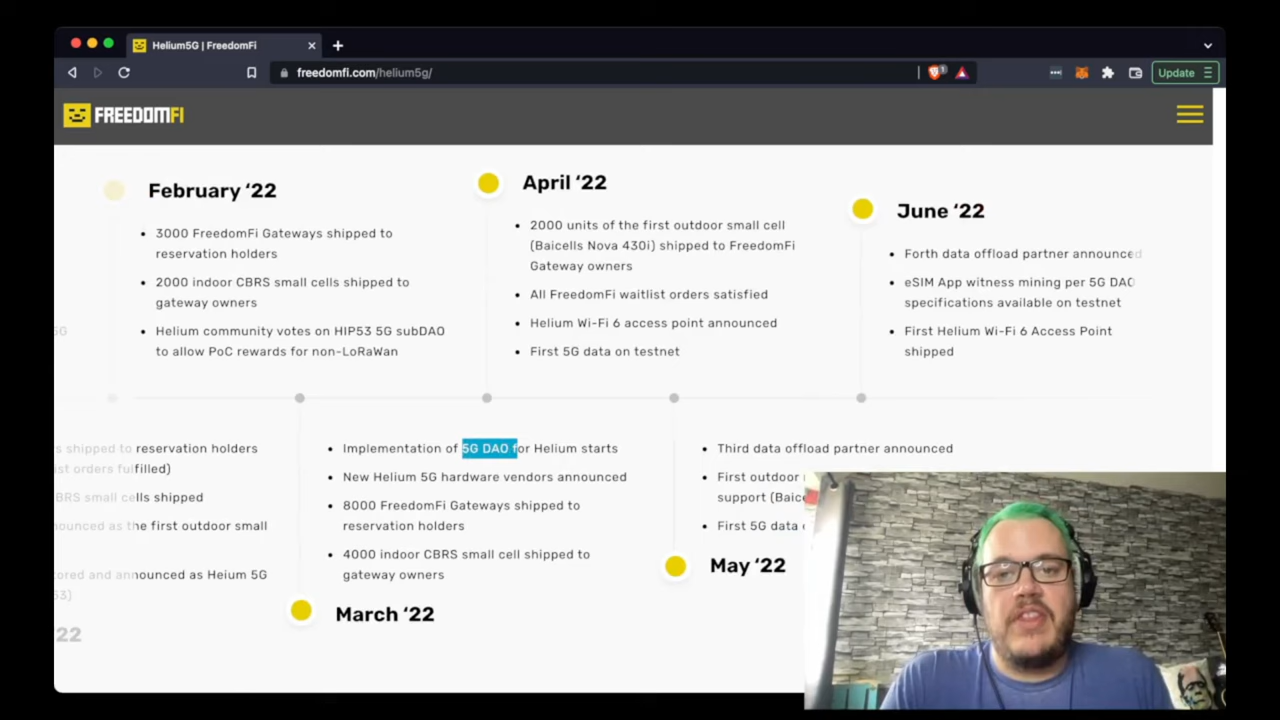 Helium5G | FreedomFi
freedomfi.com/helium5g/
1
Update
FREEDOMFI
February ‘22
3000 FreedomFi Gateways shipped to
reservation holders
2000 indoor CBRS small cells shipped to
gateway owners
Helium community votes on HIP53 5G subDAO
to allow PoC rewards for non-LoRaWan
April ‘22
2000 units of the first outdoor small cell
(Baicells Nova 430i) shipped to FreedomFi
Gateway owners
All FreedomFi waitlist orders satisfied
Helium Wi-Fi 6 access point announced
First 5G data on testnet
June ‘22
Forth data offload partner announced
eSIM App witness mining per 5G DAO
specifications available on testnet
First Helium Wi-Fi 6 Access Point
shipped
5G
s shipped to reservation holders
st orders fulfilled)
BRS small cells shipped
nounced as the first outdoor small
ored and announced as Heium 5G
53)
22
Implementation of 5G DAO for Helium starts
New Helium 5G hardware vendors announced
8000 FreedomFi Gateways shipped to
reservation holders
4000 indoor CBRS small cell shipped to
gateway owners
March ‘22
Third data offload partner announced
First outdoor
support (Baice
First 5G data
May ‘22